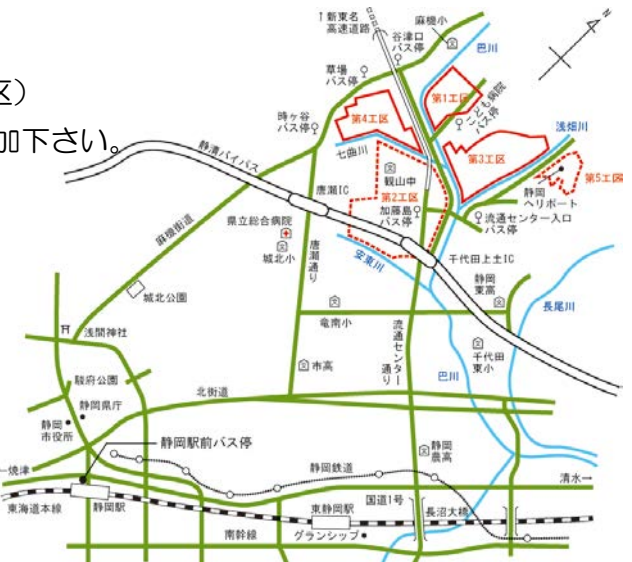 区）
加下さい。
↑新東名
高速道路
麻機小
谷津口
バス停
巴川
草場
バス停
第1工区
こども病院
バス停
浅畑川
時ヶ谷
バス停
第4工区
七曲川
第3工区
静清バイパス
唐瀬IC
観山中
第2工区
加藤島
バス停
静岡
ヘリポート
第5工区
流通センター入口
バス停
県立総合病院
城北小
麻機街道
唐瀬通り
安東川
千代田上土IC
静岡
東高
長尾川
城北公園
竜南小
流通センター通り
浅間神社
千代田
東小
市高
巴川
駿府公園
北街道
静岡県庁
静岡
市役所
静岡駅前バス停
静岡
農高
←焼津
静岡鉄道
清水→
東海道本線
静岡駅
東静岡駅
国道1号
長沼大橋
南幹線
グランシップ